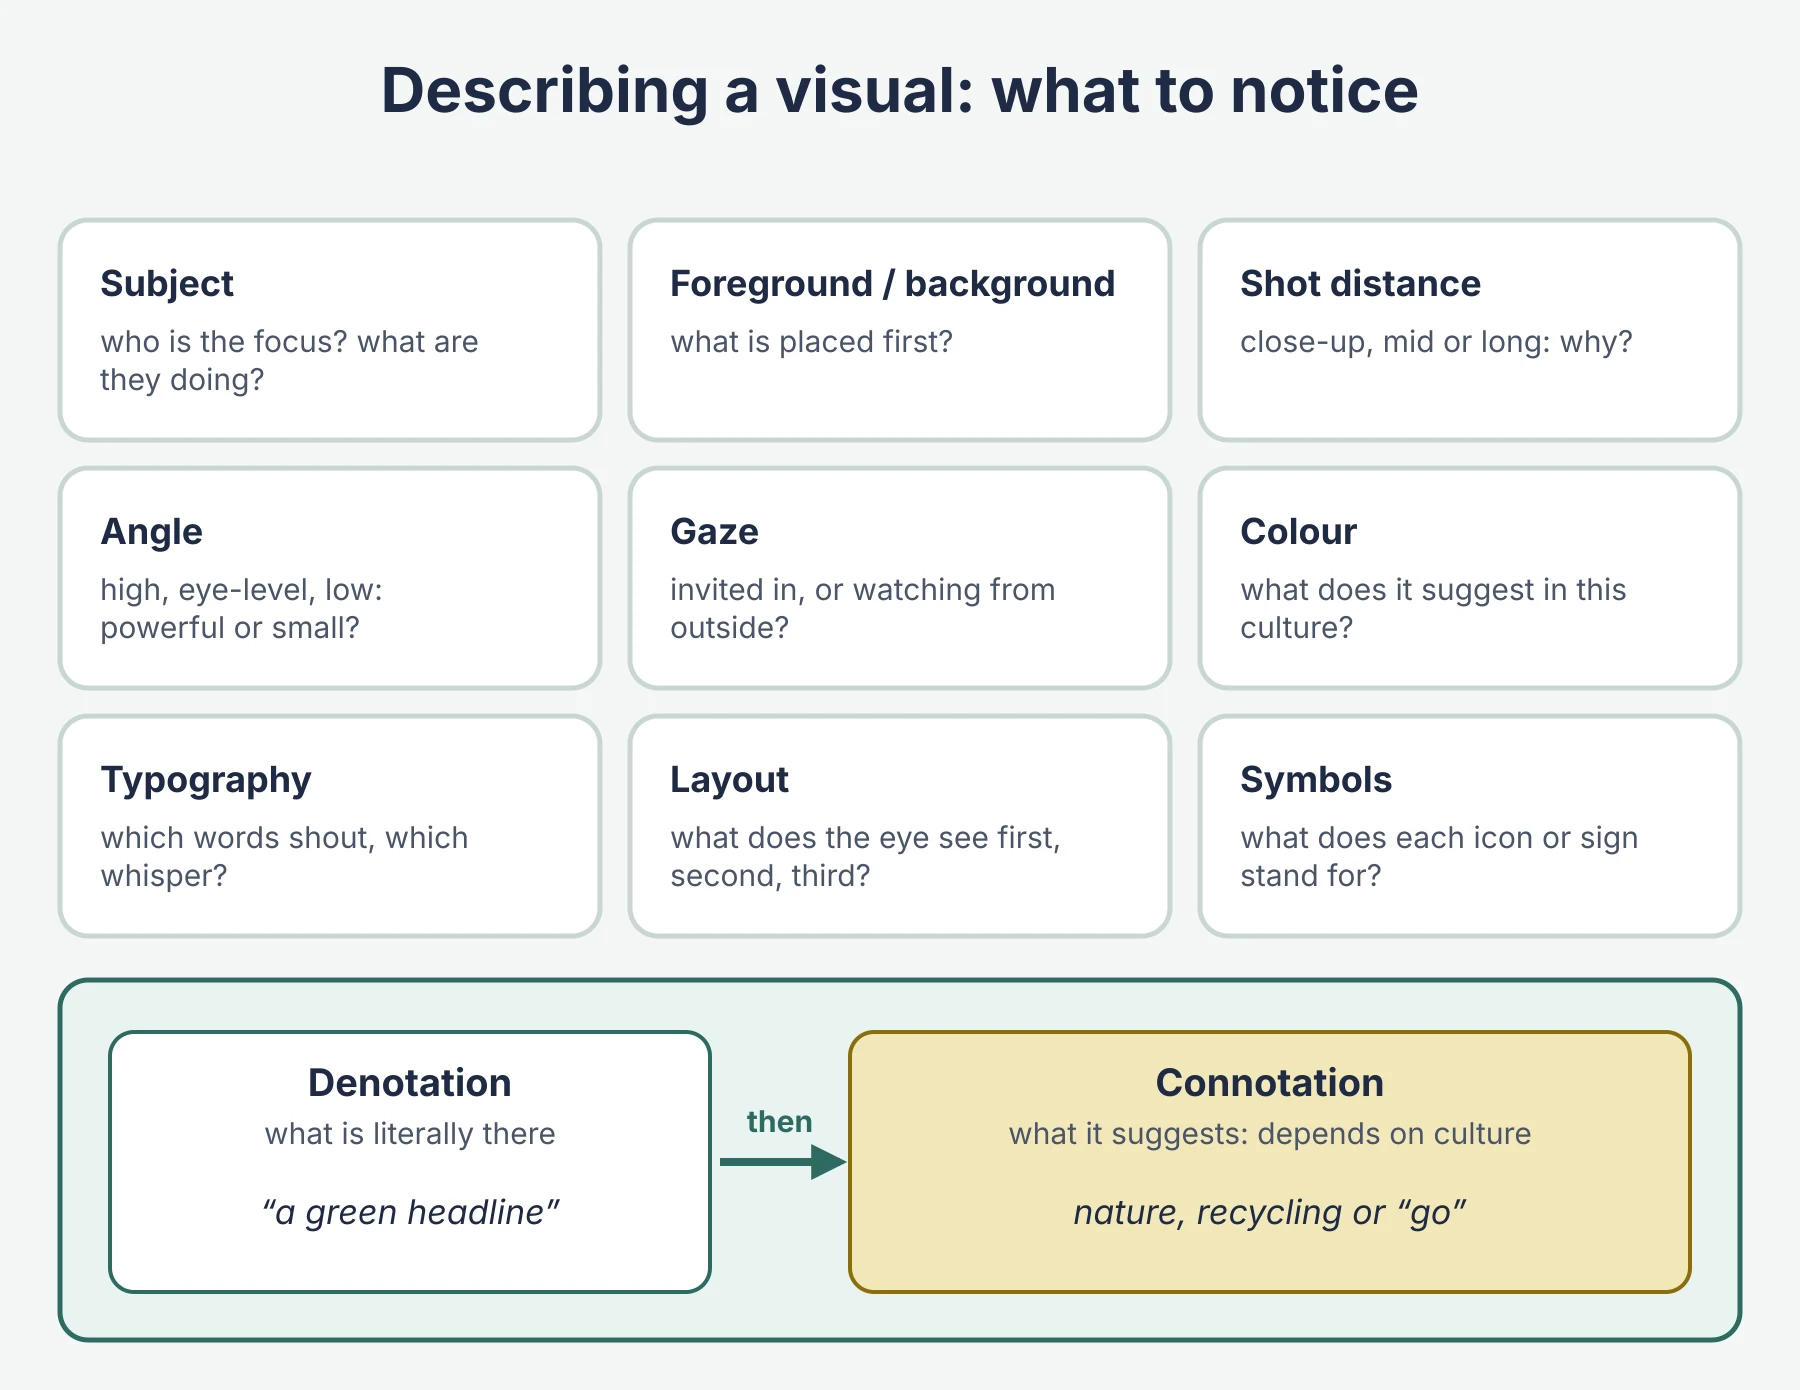 Describing a visual: what to notice
Subject
who is the focus? what are
they doing?
Foreground / background
what is placed first?
Shot distance
close-up, mid or long: why?
Angle
high, eye-level, low:
powerful or small?
Gaze
invited in, or watching from
outside?
Colour
what does it suggest in this
culture?
Typography
which words shout, which
whisper?
Layout
what does the eye see first,
second, third?
Symbols
what does each icon or sign
stand for?
Denotation
what is literally there
“a green headline”
then
Connotation
what it suggests: depends on culture
nature, recycling or “go”